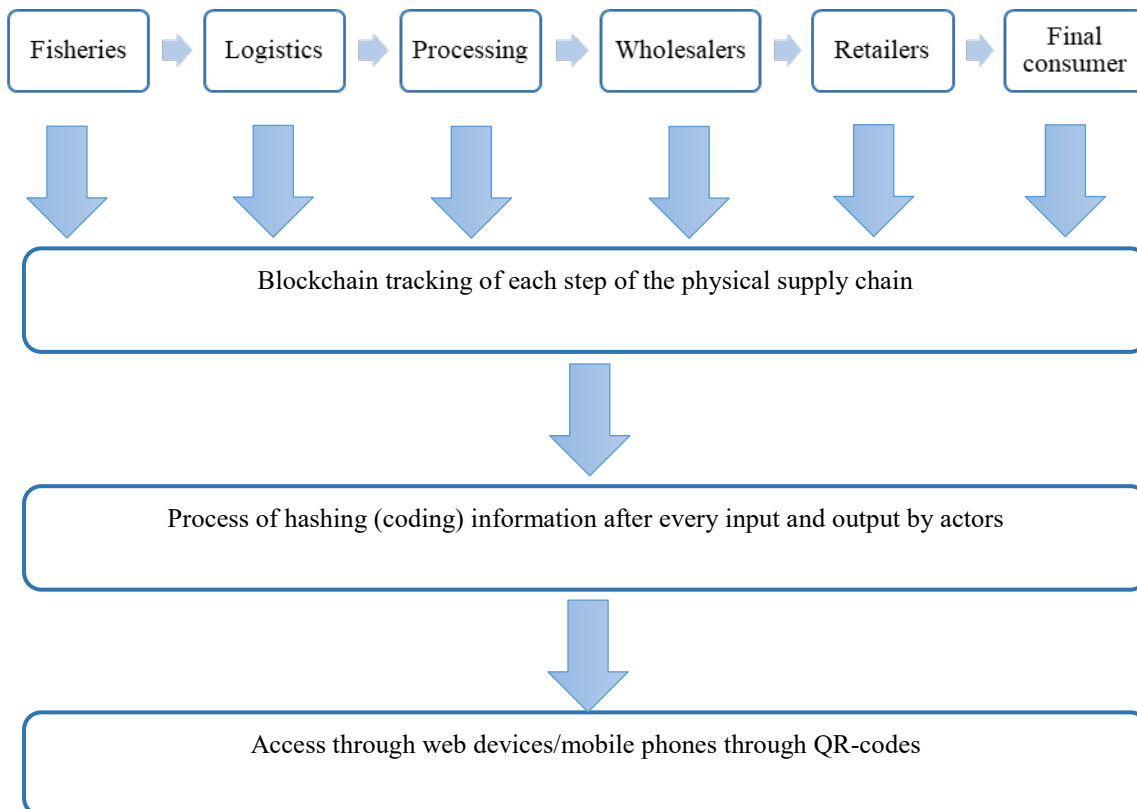 Fisheries
Logistics
Processing
Wholesalers
Retailers
Final
consumer
Blockchain tracking of each step of the physical supply chain
Process of hashing (coding) information after every input and output by actors
Access through web devices/mobile phones through QR-codes